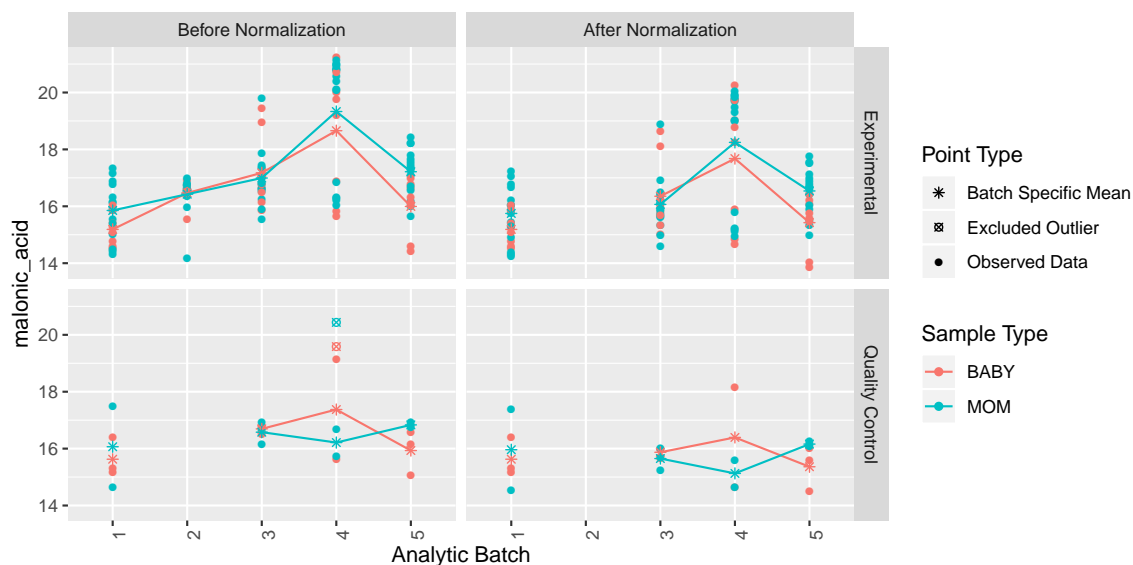 Before Normalization
After Normalization
20
18
16
14
Experimental
20
18
16
14
Quality Control
malonic_acid
1
2
3
4
5
1
2
3
4
5
Analytic Batch
Point Type
Batch Specific Mean
Excluded Outlier
Observed Data
Sample Type
BABY
MOM